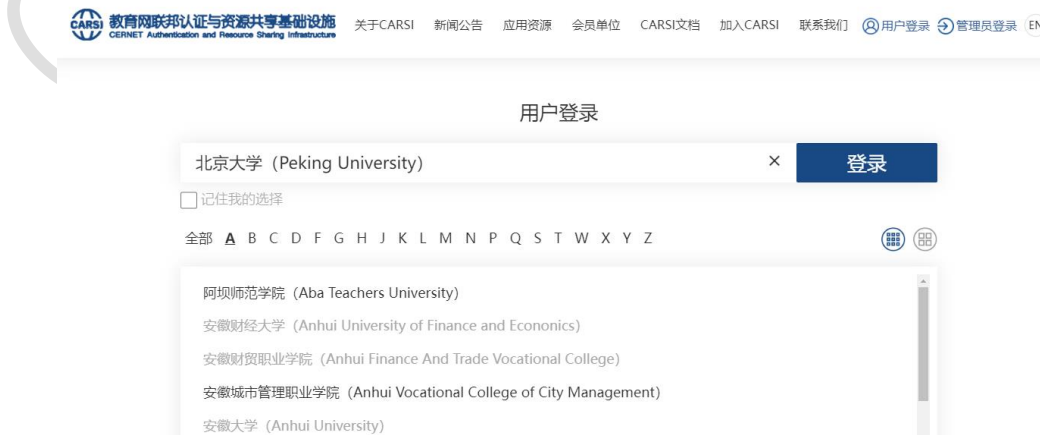 CARSI 教育网联邦认证与资源共享基础设施 关于CARSI 新闻公告 应用资源 会员单位 CARSI文档 加入CARSI 联系我们 用户登录 管理员登录 EN
CERNET Authentication and Resource Sharing Infrastructure
用户登录
北京大学（Peking University） × 登录
记住我的选择
全部 A B C D F G H J K L M N P Q S T W X Y Z
阿坝师范学院（Aba Teachers University）
安徽财经大学（Anhui University of Finance and Econonics）
安徽财贸职业学院（Anhui Finance And Trade Vocational College）
安徽城市管理职业学院（Anhui Vocational College of City Management）
安徽大学（Anhui University）